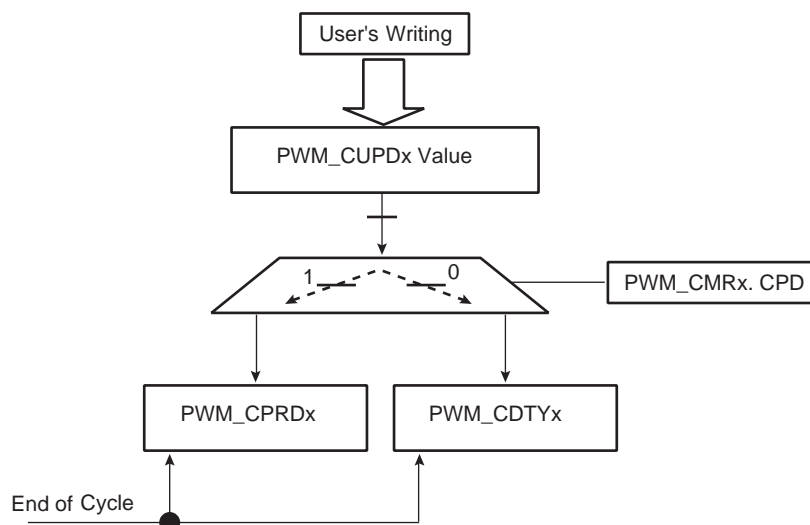 User's Writing
PWM_CUPDx Value
1
0
PWM_CMRx. CPD
PWM_CPRDx
PWM_CDTYx
End of Cycle